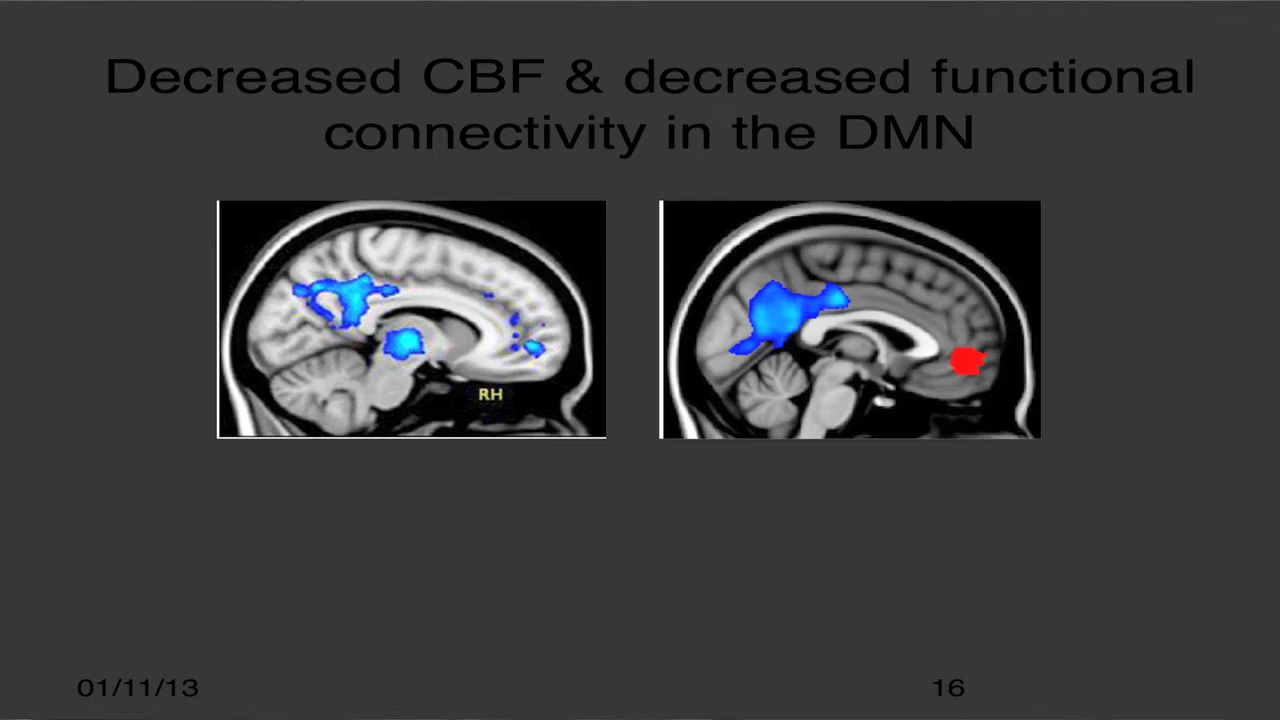 Decreased CBF & decreased functional
connectivity in the DMN
RH
01/11/13
16